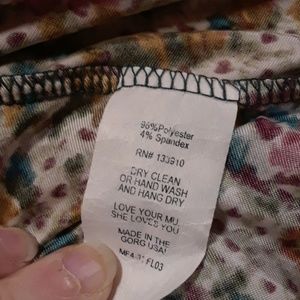 96%Polyester
4% Spandex
RN# 133910
DRY CLEAN
OR HAND WASH
AND HANG DRY
LOVE YOUR MU
SHE LOVES YOU
MADE IN THE
GORG USA!
FL03